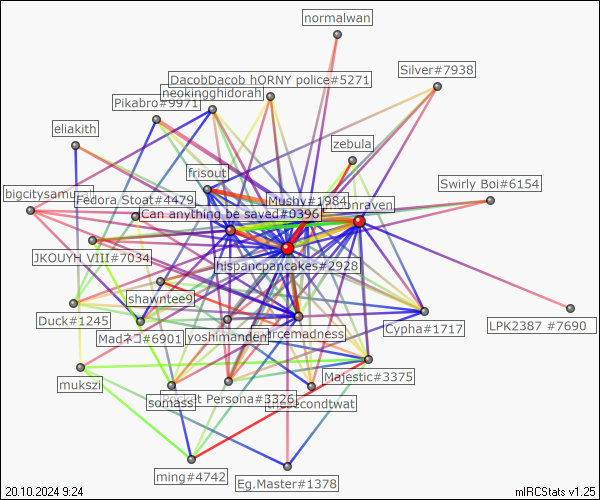 normalwan
Silver#7938
DacobDacob hORNY police#5271
neokingghidorah
Pikabro#9971
eliakith
zebula
frisout
Swirly Boi#6154
bigcitysamurai
Fedora Stoat#4479
Mushy#1984
Can anything be saved#0396
JKOUYH VIII#7034
hispancpancakes#2928
shawntee9
LPK2387 #7690
Duck#1245
Madネコ#6901
yoshimanden
Cypha#1717
Majestic#3375
mukszi
somass
Persona#3326
thesecondtwat
ming#4742
Eg.Master#1378
20.10.2024 9:24
mIRCStats v1.25